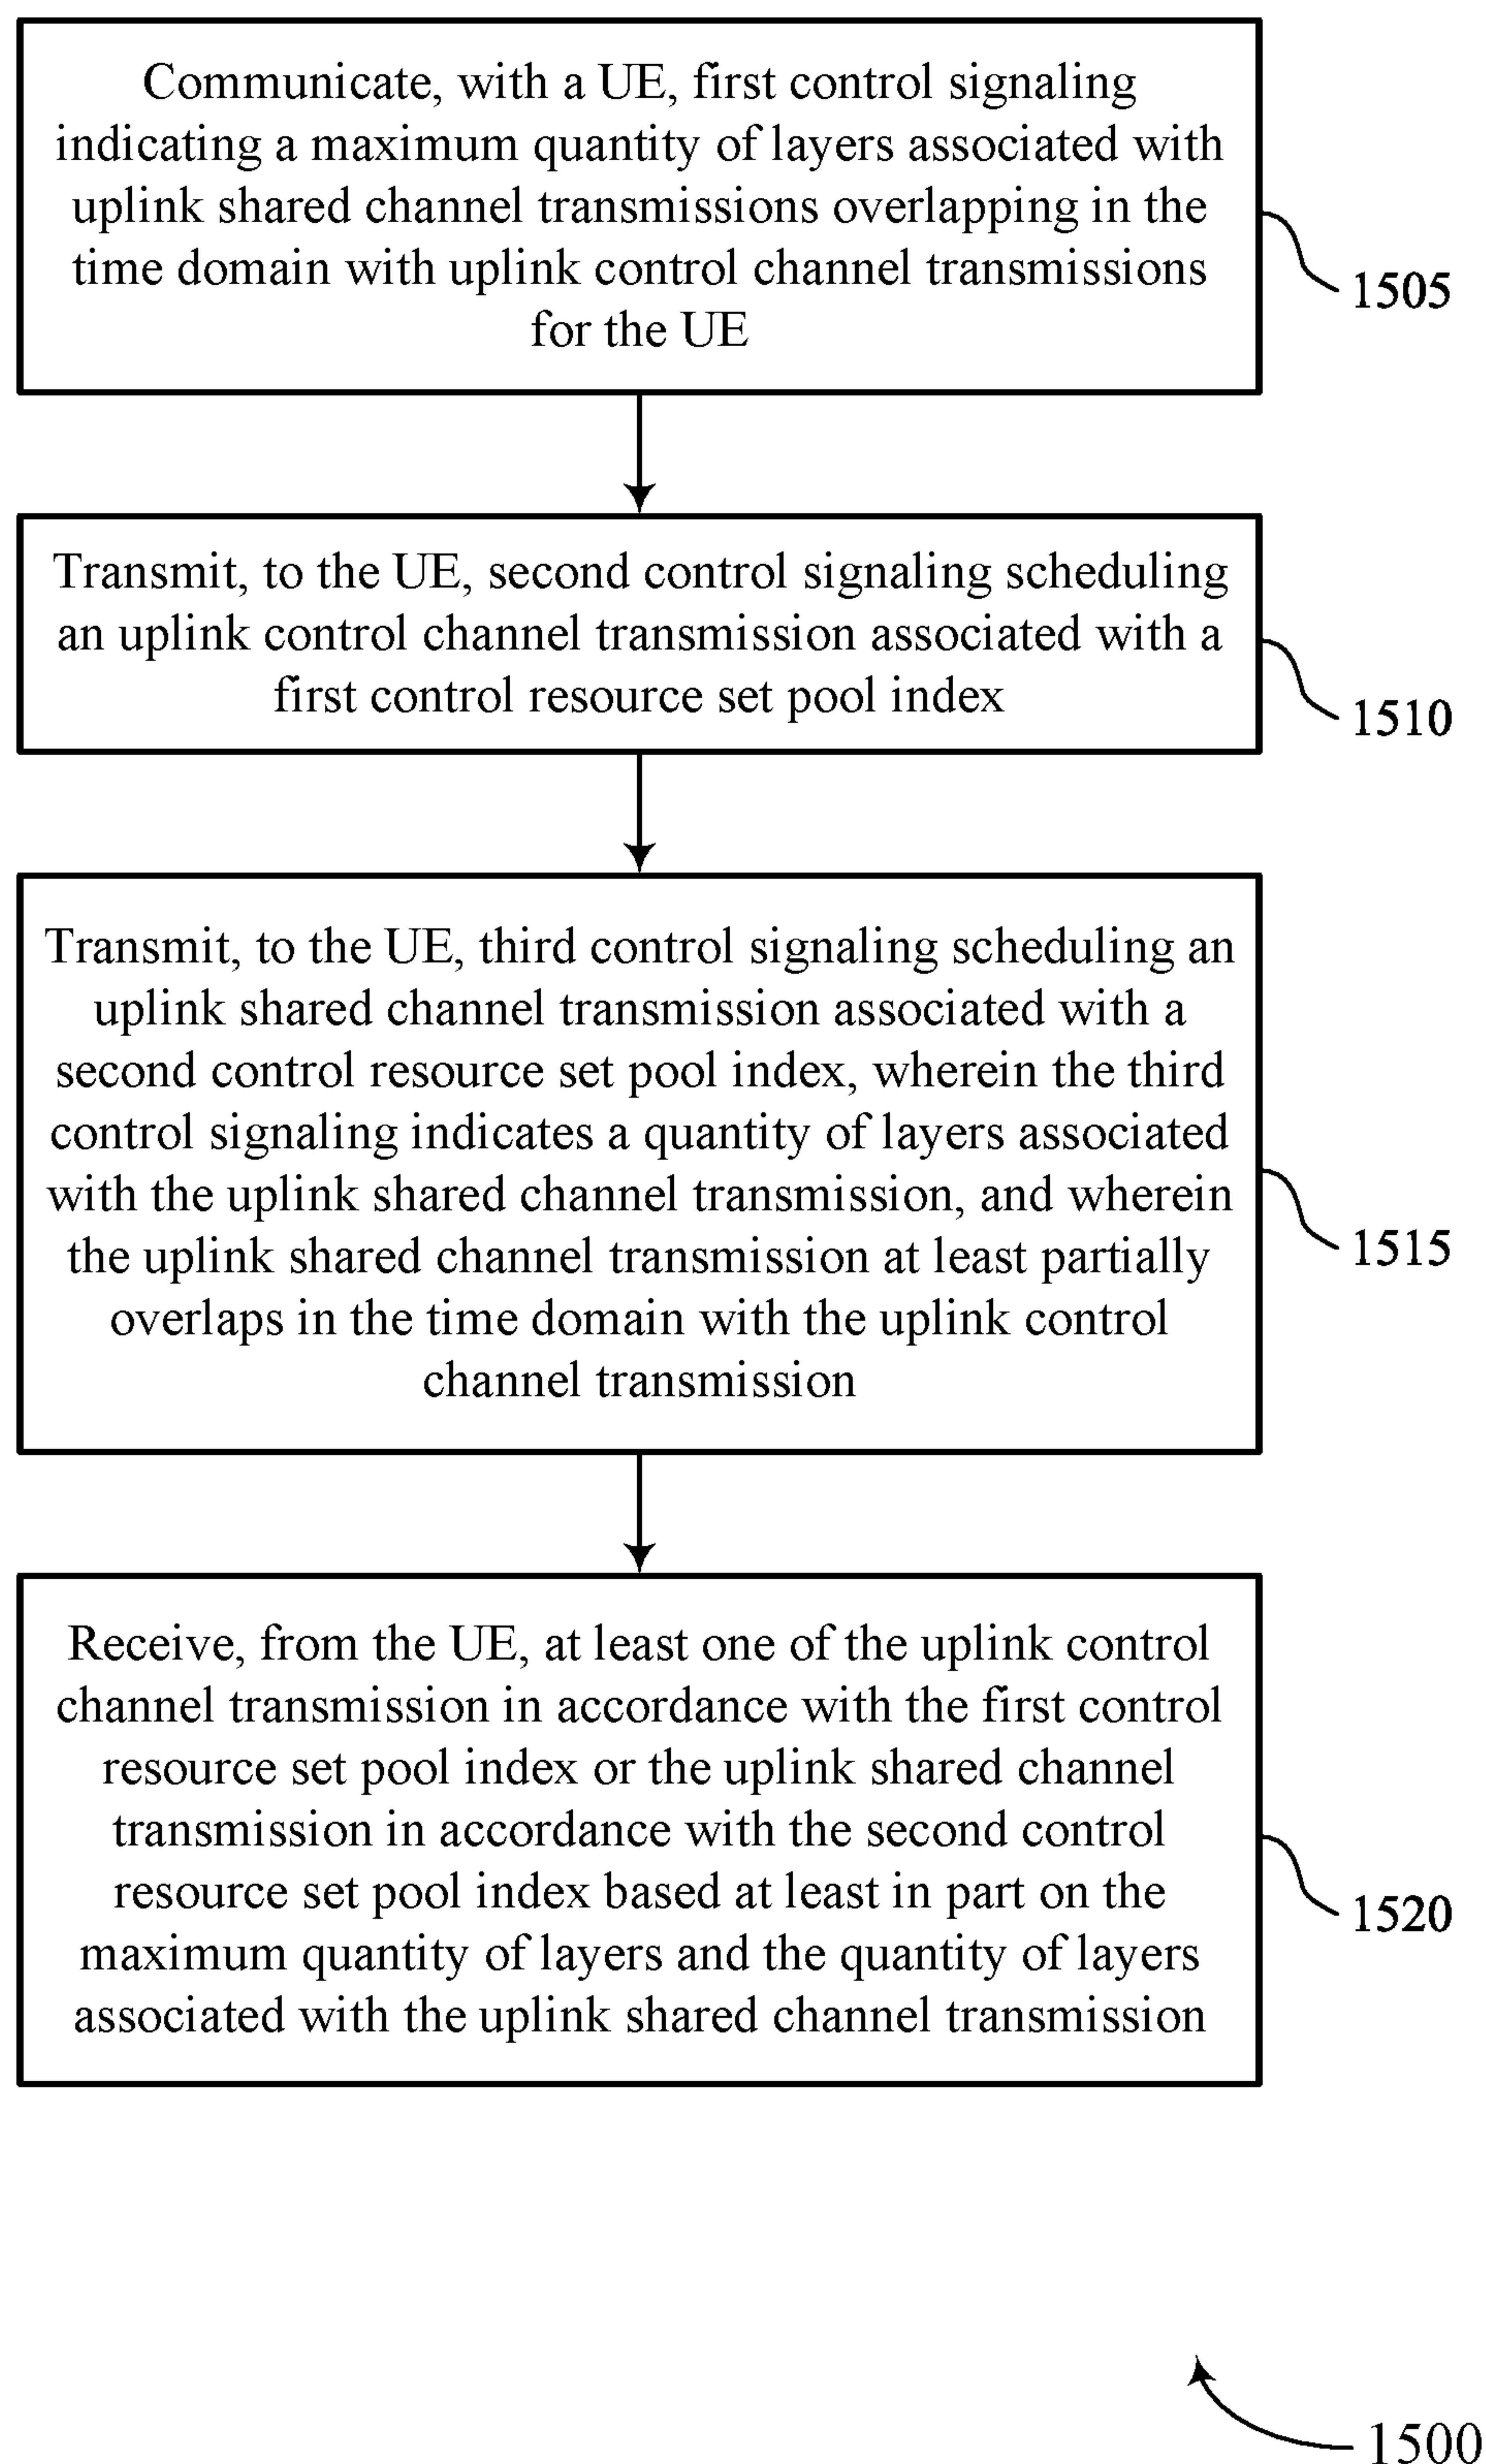 Communicate, with a UE, first control signaling
indicating a maximum quantity of layers associated with
uplink shared channel transmissions overlapping in the
time domain with uplink control channel transmissions
for the UE
1505
Transmit, to the UE, second control signaling scheduling
an uplink control channel transmission associated with a
first control resource set pool index
1510
Transmit, to the UE, third control signaling scheduling an
uplink shared channel transmission associated with a
second control resource set pool index, wherein the third
control signaling indicates a quantity of layers associated
with the uplink shared channel transmission, and wherein
the uplink shared channel transmission at least partially
overlaps in the time domain with the uplink control
channel transmission
1515
Receive, from the UE, at least one of the uplink control
channel transmission in accordance with the first control
resource set pool index or the uplink shared channel
transmission in accordance with the second control
resource set pool index based at least in part on the
maximum quantity of layers and the quantity of layers
associated with the uplink shared channel transmission
1520
1500